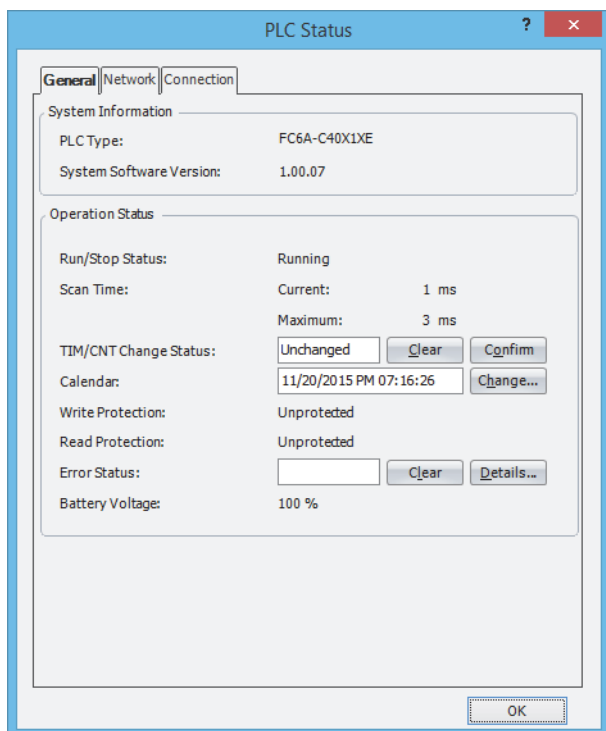 PLC Status
?
×
General Network Connection
System Information
PLC Type: FC6A-C40X1XE
System Software Version: 1.00.07
Operation Status
Run/Stop Status: Running
Scan Time: Current: 1 ms
Maximum: 3 ms
TIM/CNT Change Status: Unchanged Clear Confirm
Calendar: 11/20/2015 PM 07:16:26 Change...
Write Protection: Unprotected
Read Protection: Unprotected
Error Status: Clear Details...
Battery Voltage: 100 %
OK